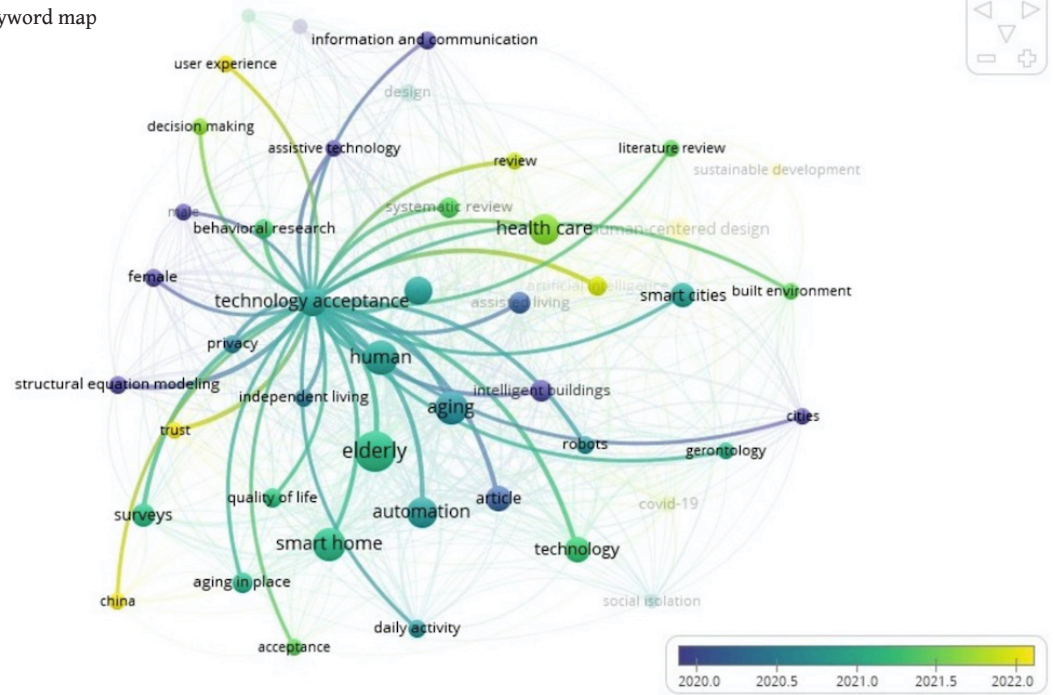 yword map
information and communication
user experience
design
decision making
assistive technology
literature review
review
sustainable development
male
systematic review
behavioral research
health care
human-centered design
female
artificial intelligence
technology acceptance
assisted living
smart cities
built environment
privacy
human
structural equation modeling
independent living
intelligent buildings
aging
cities
trust
robots
elderly
gerontology
quality of life
article
covid-19
surveys
automation
smart home
technology
aging in place
china
social isolation
daily activity
acceptance
2020.0 2020.5 2021.0 2021.5 2022.0